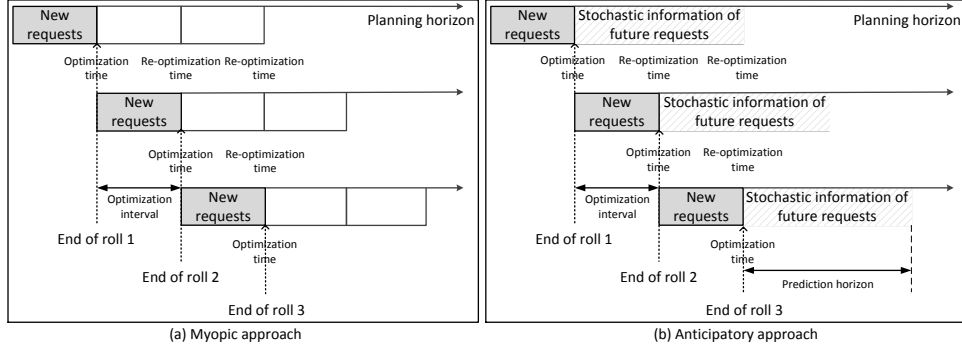 New
requests
Planning horizon
Optimization
time
Re-optimization
time
Re-optimization
time
New
requests
Optimization
time
Re-optimization
time
Optimization
interval
New
requests
End of roll 1
Optimization
time
End of roll 2
End of roll 3
(a) Myopic approach
New
requests
Stochastic information of
future requests
Planning horizon
Optimization
time
Re-optimization
time
Re-optimization
time
New
requests
Stochastic information of
future requests
Optimization
time
Re-optimization
time
Optimization
interval
New
requests
Stochastic information of
future requests
End of roll 1
Optimization
time
End of roll 2
Prediction horizon
End of roll 3
(b) Anticipatory approach